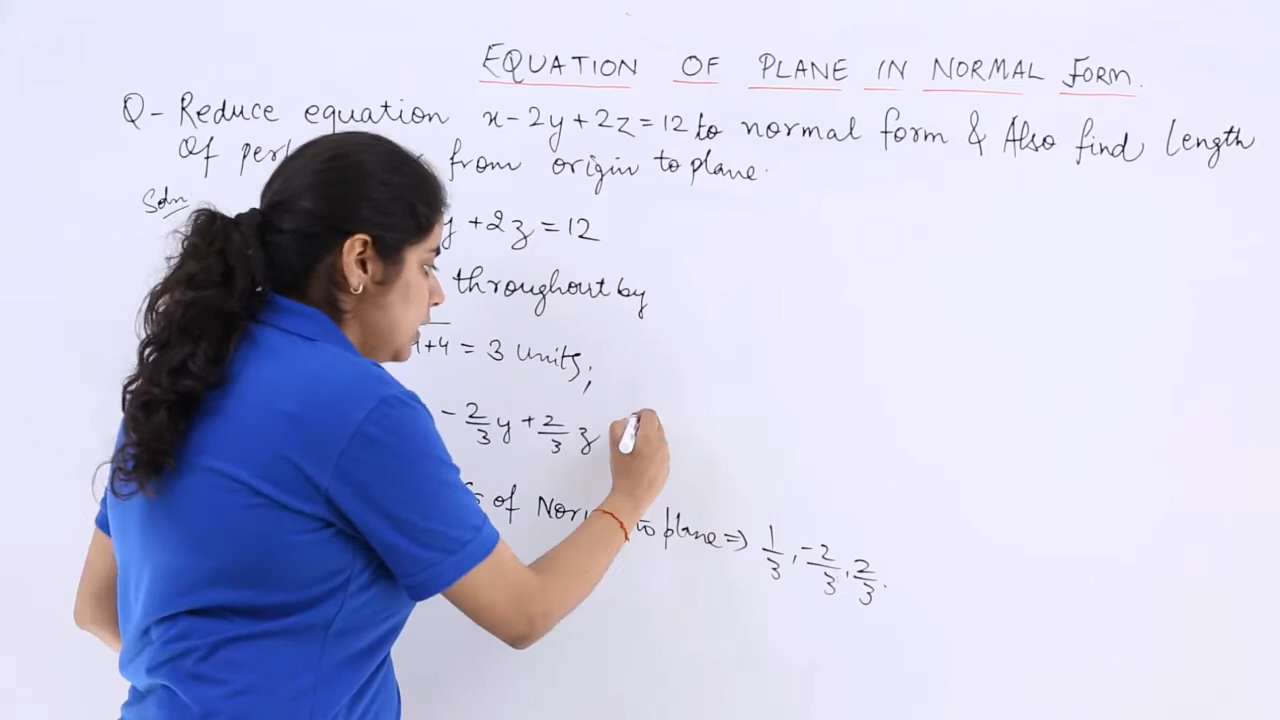 EQUATION OF PLANE IN NORMAL FORM.
Q- Reduce equation x-2y+2z=12 to normal form & Also find length
Of from origin to plane.
Soln
y+2z=12
throughout by
+4 = 3 units;
-2/3 y + 2/3 z
of to plane => 1/3, -2/3, 2/3.